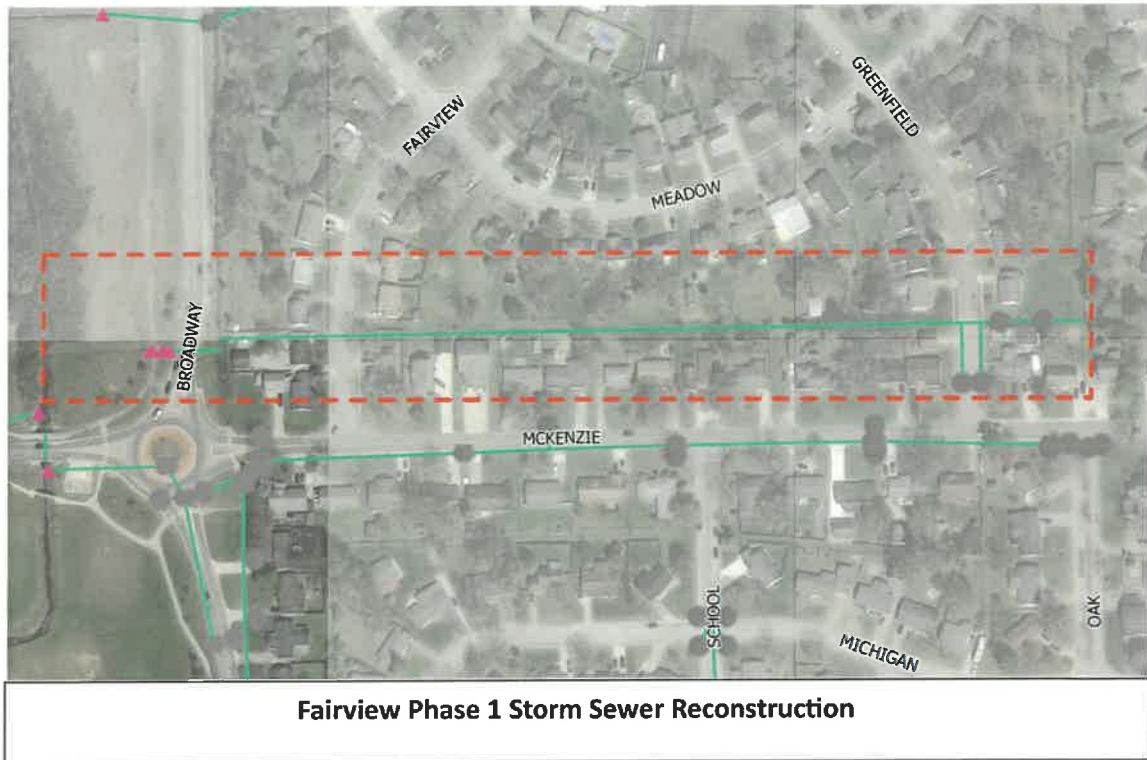 FAIRVIEW
GREENFIELD
MEADOW
BROADWAY
MCKENZIE
SCHOOL
MICHIGAN
OAK
Fairview Phase 1 Storm Sewer Reconstruction